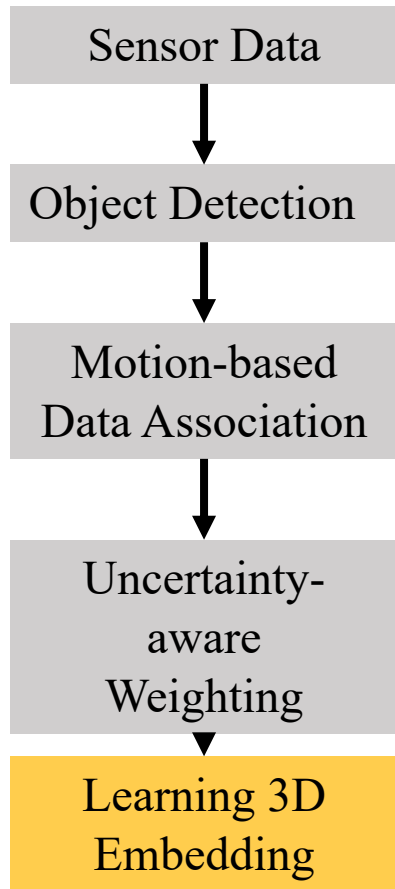 Sensor Data
Object Detection
Motion-based
Data Association
Uncertainty-
aware
Weighting
Learning 3D
Embedding